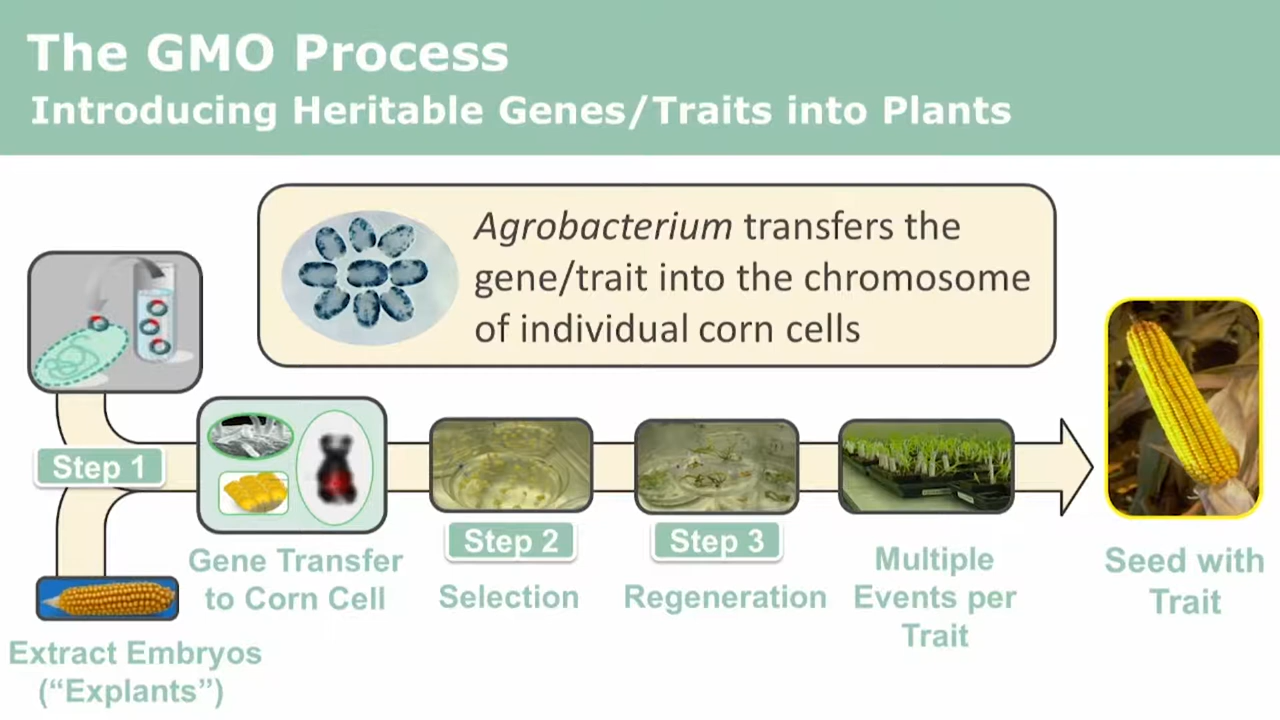 The GMO Process
Introducing Heritable Genes/Traits into Plants
Agrobacterium transfers the
gene/trait into the chromosome
of individual corn cells
Step 1
Extract Embryos
(“Explants”)
Gene Transfer
to Corn Cell
Step 2
Selection
Step 3
Regeneration
Multiple
Events per
Trait
Seed with
Trait